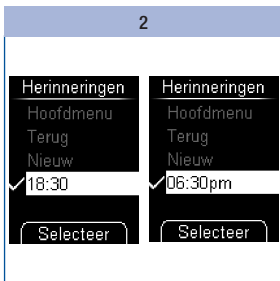 2
Herinneringen
Hoofdmenu
Terug
Nieuw
18:30
Selecteer
Herinneringen
Hoofdmenu
Terug
Nieuw
06:30pm
Selecteer